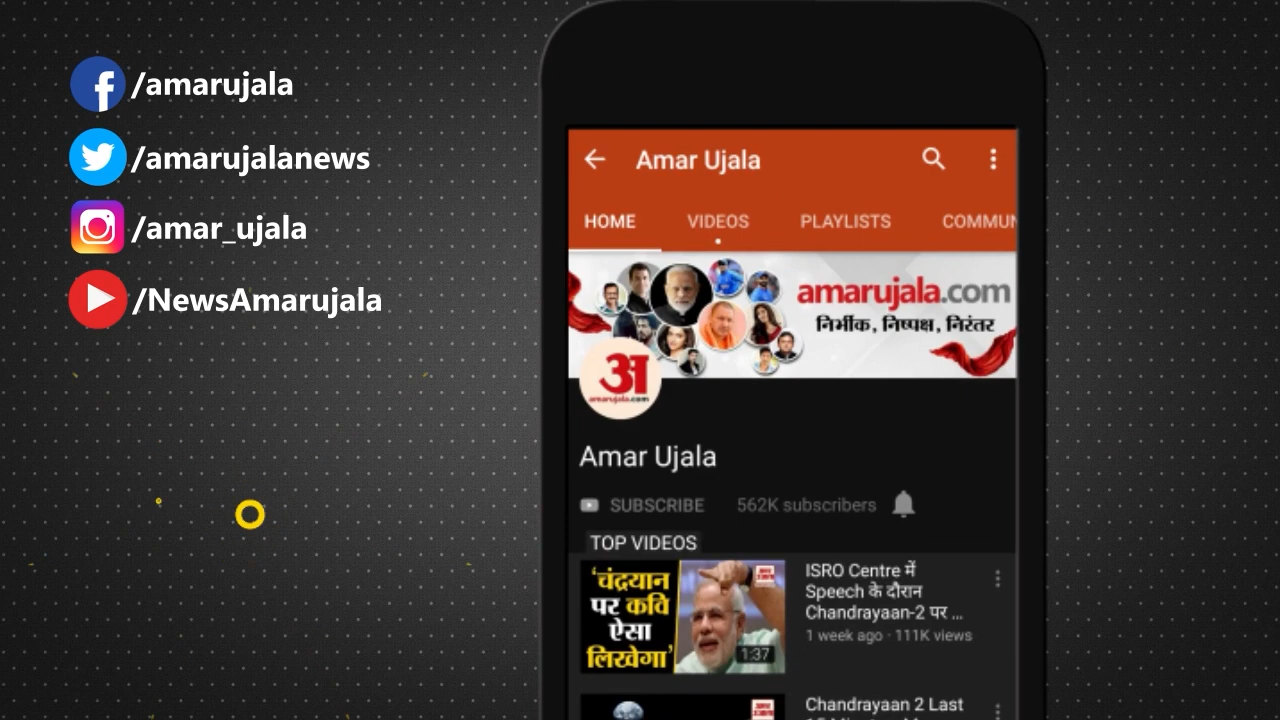 /amarujala
/amarujalanews
/amar_ujala
/NewsAmarujala
Amar Ujala
HOME VIDEOS PLAYLISTS COMMUN
amarujala.com
निर्भीक, निष्पक्ष, निरंतर
अ
amarujala.com
Amar Ujala
SUBSCRIBE 562K subscribers
TOP VIDEOS
'चंद्रयान
पर कवि
ऐसा
लिखेगा'
1:37
ISRO Centre में
Speech के दौरान
Chandrayaan-2 पर ...
1 week ago · 111K views
Chandrayaan 2 Last